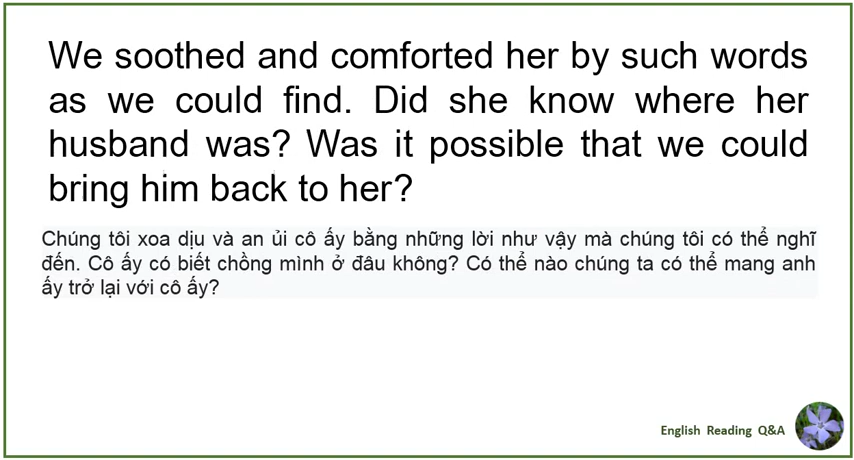 We soothed and comforted her by such words
as we could find. Did she know where her
husband was? Was it possible that we could
bring him back to her?
Chúng tôi xoa dịu và an ủi cô ấy bằng những lời như vậy mà chúng tôi có thể nghĩ
đến. Cô ấy có biết chồng mình ở đâu không? Có thể nào chúng ta có thể mang anh
ấy trở lại với cô ấy?
English Reading Q&A